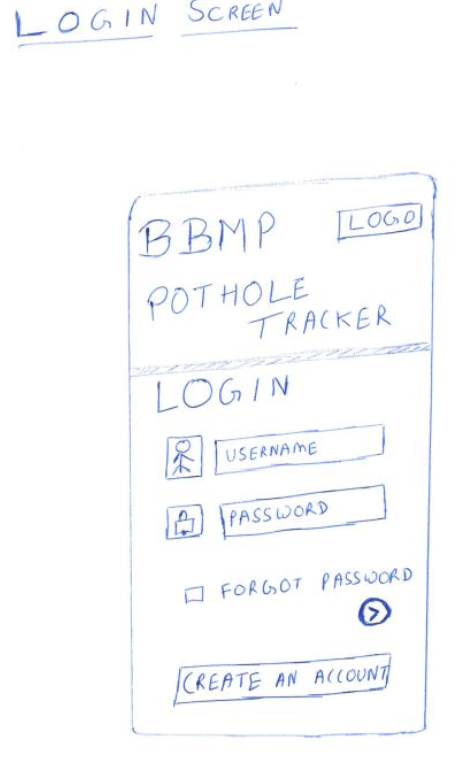 LOGIN SCREEN
BBMP LOGO
POTHOLE
TRACKER
LOGIN
USERNAME
PASSWORD
FORGOT PASSWORD
CREATE AN ACCOUNT